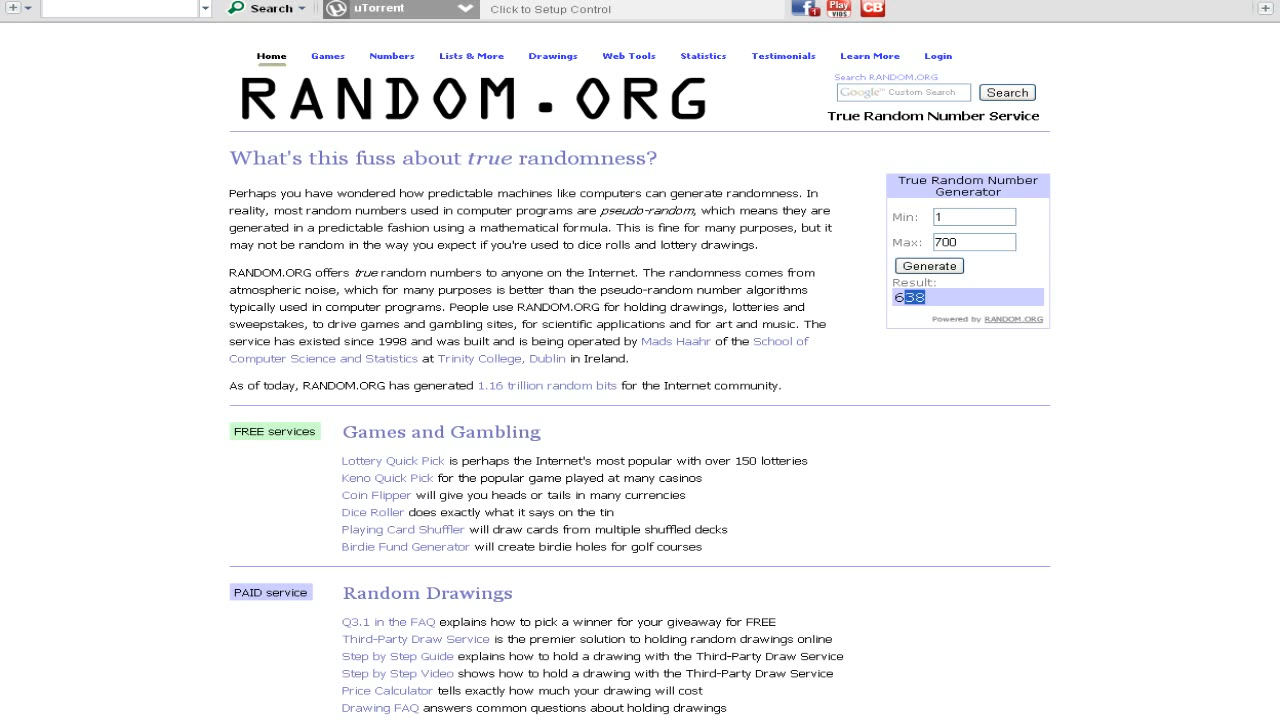 Search
uTorrent
Click to Setup Control
1
Play
VIDS
CB
Home Games Numbers Lists & More Drawings Web Tools Statistics Testimonials Learn More Login
RANDOM.ORG
Search RANDOM.ORG
Google™ Custom Search Search
True Random Number Service
What's this fuss about true randomness?
Perhaps you have wondered how predictable machines like computers can generate randomness. In
reality, most random numbers used in computer programs are pseudo-random, which means they are
generated in a predictable fashion using a mathematical formula. This is fine for many purposes, but it
may not be random in the way you expect if you're used to dice rolls and lottery drawings.
RANDOM.ORG offers true random numbers to anyone on the Internet. The randomness comes from
atmospheric noise, which for many purposes is better than the pseudo-random number algorithms
typically used in computer programs. People use RANDOM.ORG for holding drawings, lotteries and
sweepstakes, to drive games and gambling sites, for scientific applications and for art and music. The
service has existed since 1998 and was built and is being operated by Mads Haahr of the School of
Computer Science and Statistics at Trinity College, Dublin in Ireland.
As of today, RANDOM.ORG has generated 1.16 trillion random bits for the Internet community.
True Random Number
Generator
Min: 1
Max: 700
Generate
Result:
638
Powered by RANDOM.ORG
FREE services
Games and Gambling
Lottery Quick Pick is perhaps the Internet's most popular with over 150 lotteries
Keno Quick Pick for the popular game played at many casinos
Coin Flipper will give you heads or tails in many currencies
Dice Roller does exactly what it says on the tin
Playing Card Shuffler will draw cards from multiple shuffled decks
Birdie Fund Generator will create birdie holes for golf courses
PAID service
Random Drawings
Q3.1 in the FAQ explains how to pick a winner for your giveaway for FREE
Third-Party Draw Service is the premier solution to holding random drawings online
Step by Step Guide explains how to hold a drawing with the Third-Party Draw Service
Step by Step Video shows how to hold a drawing with the Third-Party Draw Service
Price Calculator tells exactly how much your drawing will cost
Drawing FAQ answers common questions about holding drawings